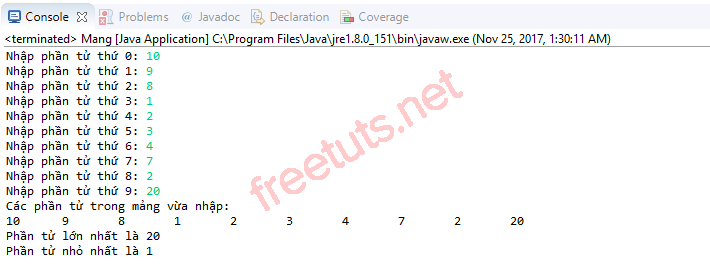 Console Problems Javadoc Declaration Coverage
<terminated> Mang [Java Application] C:\Program Files\Java\jre1.8.0_151\bin\javaw.exe (Nov 25, 2017, 1:30:11 AM)
Nhập phần tử thứ 0: 10
Nhập phần tử thứ 1: 9
Nhập phần tử thứ 2: 8
Nhập phần tử thứ 3: 1
Nhập phần tử thứ 4: 2
Nhập phần tử thứ 5: 3
Nhập phần tử thứ 6: 4
Nhập phần tử thứ 7: 7
Nhập phần tử thứ 8: 2
Nhập phần tử thứ 9: 20
Các phần tử trong mảng vừa nhập:
10 9 8 1 2 3 4 7 2 20
Phần tử lớn nhất là 20
Phần tử nhỏ nhất là 1
freetuts.net